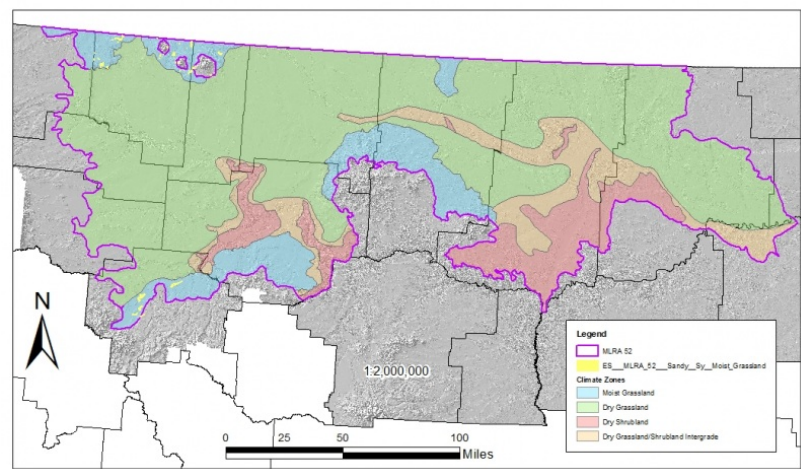 N
1:2,000,000
0 25 50 100
Miles
Legend
MLRA 52
ES___MLRA_52___Sandy__Sy__Moist_Grassland
Climate Zones
Moist Grassland
Dry Grassland
Dry Shrubland
Dry Grassland/Shrubland Intergrade